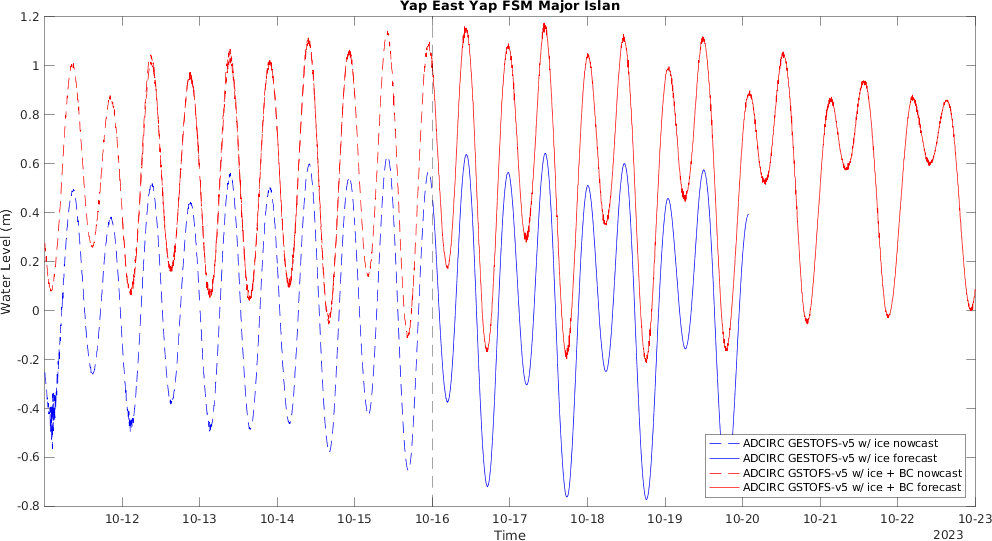 Yap East Yap FSM Major Islan
1.2
1
0.8
0.6
0.4
0.2
0
-0.2
-0.4
-0.6
-0.8
Water Level (m)
ADCIRC GESTOFS-v5 w/ ice nowcast
ADCIRC GESTOFS-v5 w/ ice forecast
ADCIRC GSTOFS-v5 w/ ice + BC nowcast
ADCIRC GSTOFS-v5 w/ ice + BC forecast
10-12 10-13 10-14 10-15 10-16 10-17 10-18 10-19 10-20 10-21 10-22 10-23
Time
2023